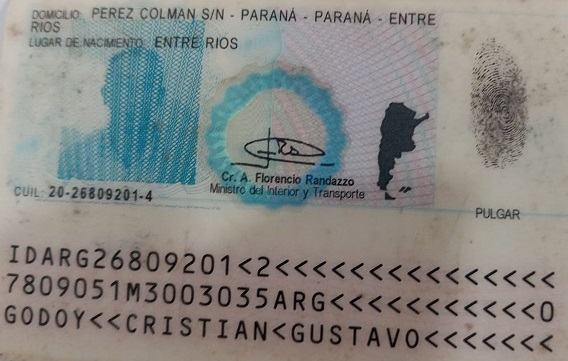 DOMICILIO: PEREZ COLMAN S/N - PARANÁ - PARANÁ - ENTRE
RIOS
LUGAR DE NACIMIENTO: ENTRE RIOS
Cr. A. Florencio Randazzo
Ministro del Interior y Transporte
CUIL: 20-26809201-4
PULGAR
IDARG26809201<2<<<<<<<<<<<<<<<
7809051M3003035ARG<<<<<<<<<<<0
GODOY<<CRISTIAN<GUSTAVO<<<<<<<